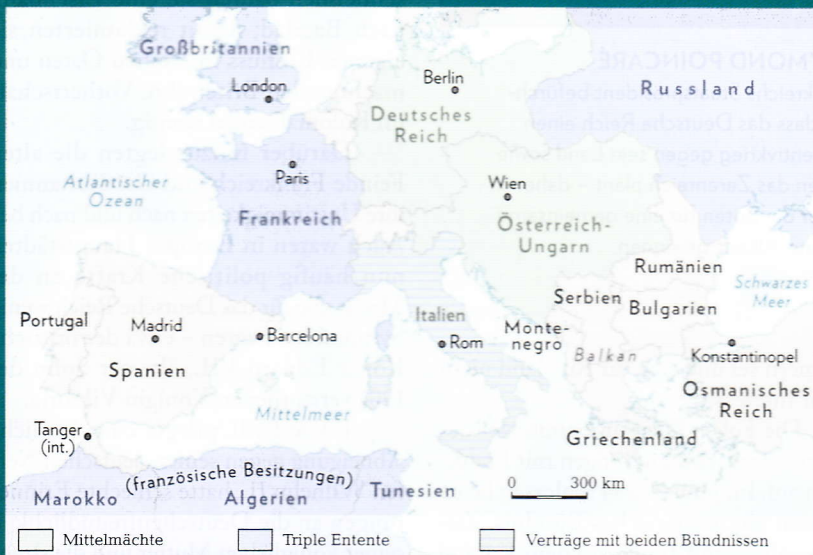 Großbritannien
London
Berlin
Russland
Deutsches
Reich
Atlantischer
Ozean
Paris
Wien
Frankreich
Österreich-
Ungarn
Rumänien
Schwarzes
Meer
Serbien
Bulgarien
Italien
Portugal
Madrid
Barcelona
Rom
Monte-
negro
Balkan
Konstantinopel
Spanien
Osmanisches
Reich
Mittelmeer
Tanger
(int.)
Griechenland
(französische Besitzungen)
Marokko
Algerien
Tunesien
0 300 km
Mittelmächte
Triple Entente
Verträge mit beiden Bündnissen